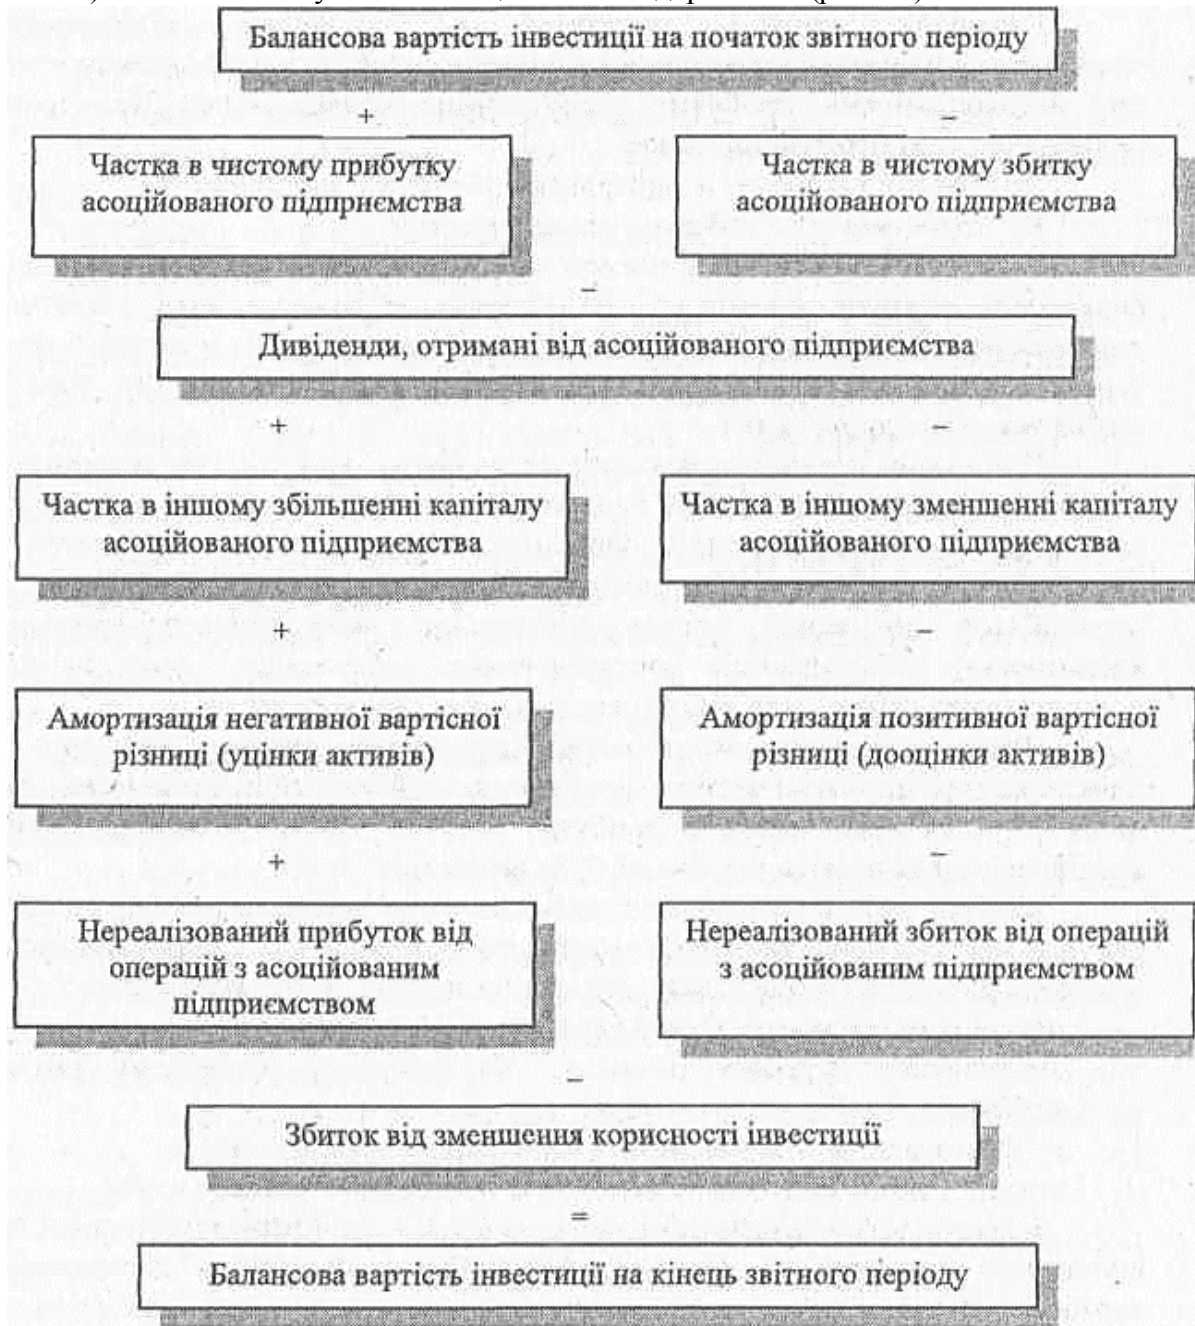 Балансова вартість інвестиції на початок звітного періоду
+ –
Частка в чистому прибутку
асоційованого підприємства
Частка в чистому збитку
асоційованого підприємства
–
Дивіденди, отримані від асоційованого підприємства
+ –
Частка в іншому збільшенні капіталу
асоційованого підприємства
Частка в іншому зменшенні капіталу
асоційованого підприємства
+ –
Амортизація негативної вартісної
різниці (уцінки активів)
Амортизація позитивної вартісної
різниці (дооцінки активів)
+ –
Нереалізований прибуток від
операцій з асоційованим
підприємством
Нереалізований збиток від операцій
з асоційованим підприємством
–
Збиток від зменшення корисності інвестиції
=
Балансова вартість інвестиції на кінець звітного періоду